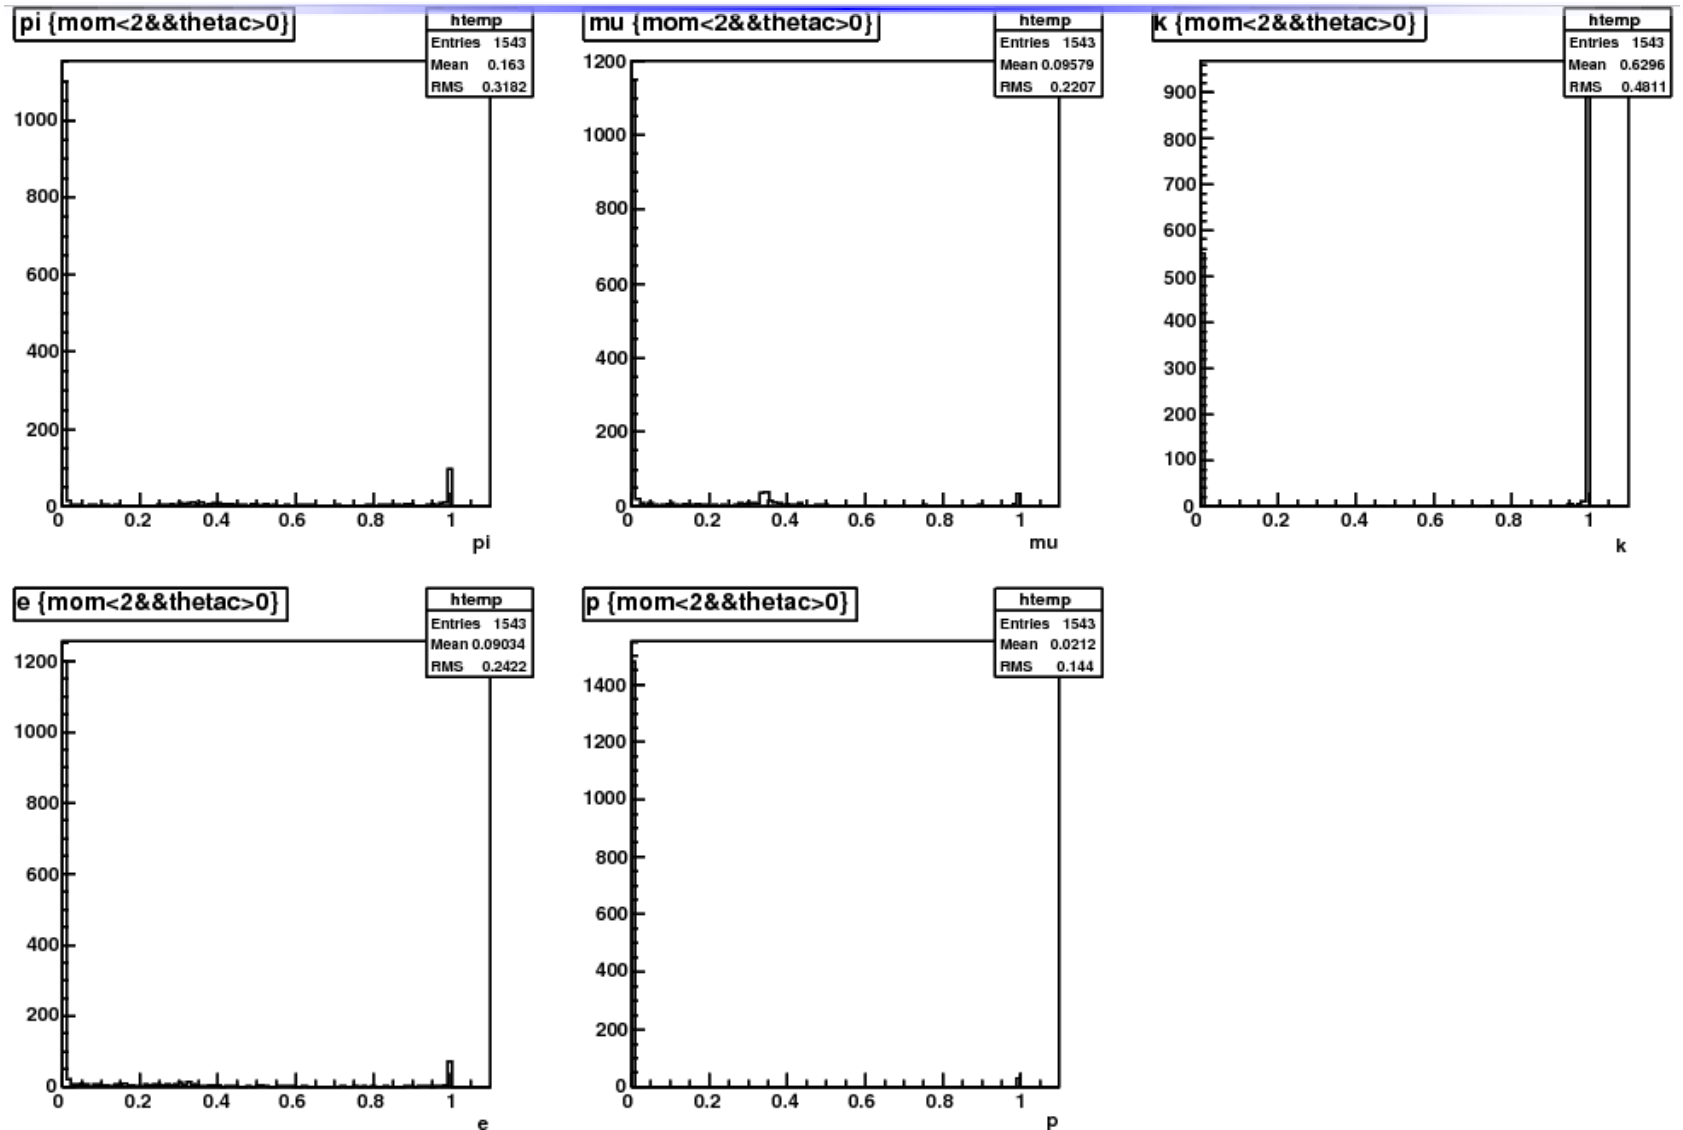 pi {mom<2&&thetac>0}
htemp
Entries 1543
Mean 0.163
RMS 0.3182
1000
800
600
400
200
0
0 0.2 0.4 0.6 0.8 1
pi
mu {mom<2&&thetac>0}
htemp
Entries 1543
Mean 0.09579
RMS 0.2207
1200
1000
800
600
400
200
0
0 0.2 0.4 0.6 0.8 1
mu
k {mom<2&&thetac>0}
htemp
Entries 1543
Mean 0.6296
RMS 0.4811
900
800
700
600
500
400
300
200
100
0
0 0.2 0.4 0.6 0.8 1
k
e {mom<2&&thetac>0}
htemp
Entries 1543
Mean 0.09034
RMS 0.2422
1200
1000
800
600
400
200
0
0 0.2 0.4 0.6 0.8 1
e
p {mom<2&&thetac>0}
htemp
Entries 1543
Mean 0.0212
RMS 0.144
1400
1200
1000
800
600
400
200
0
0 0.2 0.4 0.6 0.8 1
p